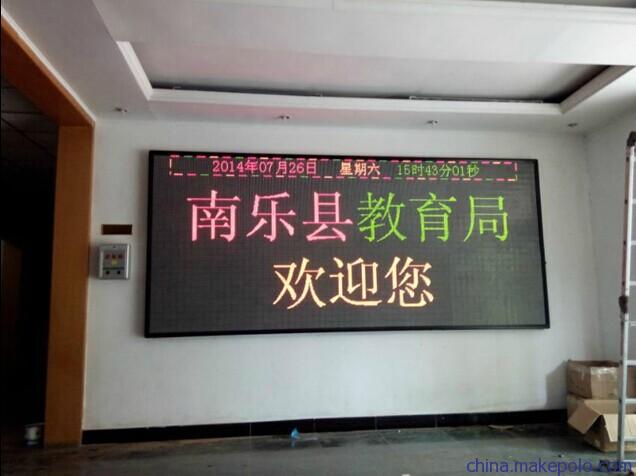 2014年07月26日 星期六 15时43分01秒
南乐县教育局
欢迎您
china.makepolo.com